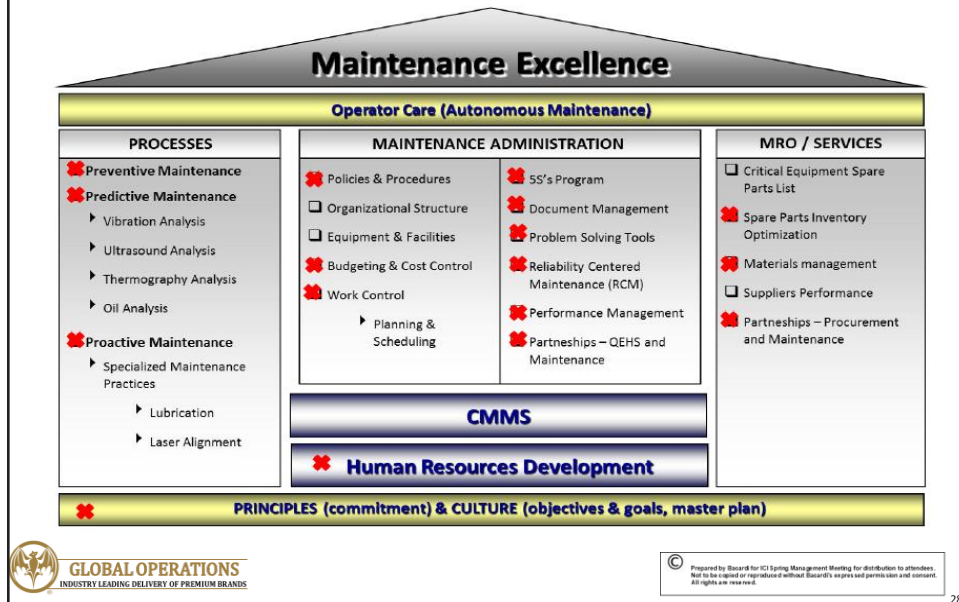 Maintenance Excellence
Operator Care (Autonomous Maintenance)
PROCESSES
Preventive Maintenance
Predictive Maintenance
Vibration Analysis
Ultrasound Analysis
Thermography Analysis
Oil Analysis
Proactive Maintenance
Specialized Maintenance
Practices
Lubrication
Laser Alignment
MAINTENANCE ADMINISTRATION
Policies & Procedures
Organizational Structure
Equipment & Facilities
Budgeting & Cost Control
Work Control
Planning &
Scheduling
5S's Program
Document Management
Problem Solving Tools
Reliability Centered
Maintenance (RCM)
Performance Management
Partneships – QEHS and
Maintenance
MRO / SERVICES
Critical Equipment Spare
Parts List
Spare Parts Inventory
Optimization
Materials management
Suppliers Performance
Partneships – Procurement
and Maintenance
CMMS
Human Resources Development
PRINCIPLES (commitment) & CULTURE (objectives & goals, master plan)
GLOBAL OPERATIONS
INDUSTRY LEADING DELIVERY OF PREMIUM BRANDS
© Prepared by Bacardi for ICI Spring Management Meeting for distribution to attendees.
Not to be copied or reproduced without Bacardi's expressed permission and consent.
All rights are reserved.
28